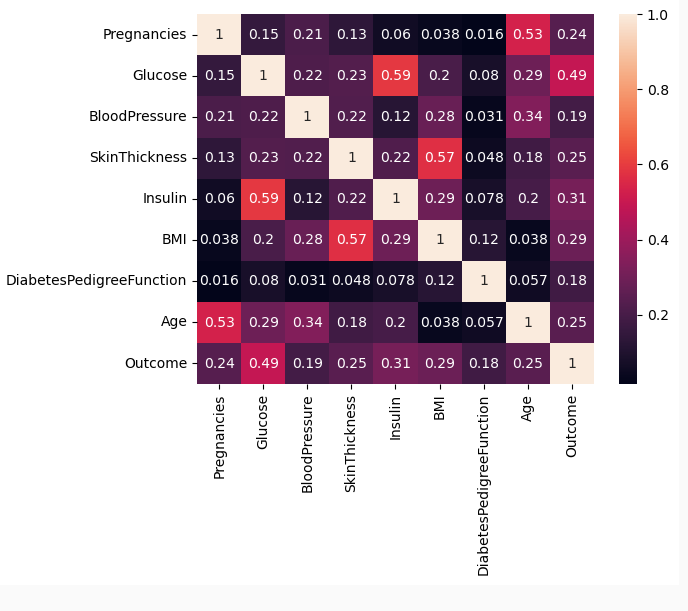 Pregnancies 1 0.15 0.21 0.13 0.06 0.038 0.016 0.53 0.24
Glucose 0.15 1 0.22 0.23 0.59 0.2 0.08 0.29 0.49
BloodPressure 0.21 0.22 1 0.22 0.12 0.28 0.031 0.34 0.19
SkinThickness 0.13 0.23 0.22 1 0.22 0.57 0.048 0.18 0.25
Insulin 0.06 0.59 0.12 0.22 1 0.29 0.078 0.2 0.31
BMI 0.038 0.2 0.28 0.57 0.29 1 0.12 0.038 0.29
DiabetesPedigreeFunction 0.016 0.08 0.031 0.048 0.078 0.12 1 0.057 0.18
Age 0.53 0.29 0.34 0.18 0.2 0.038 0.057 1 0.25
Outcome 0.24 0.49 0.19 0.25 0.31 0.29 0.18 0.25 1
Pregnancies
Glucose
BloodPressure
SkinThickness
Insulin
BMI
DiabetesPedigreeFunction
Age
Outcome
1.0
0.8
0.6
0.4
0.2